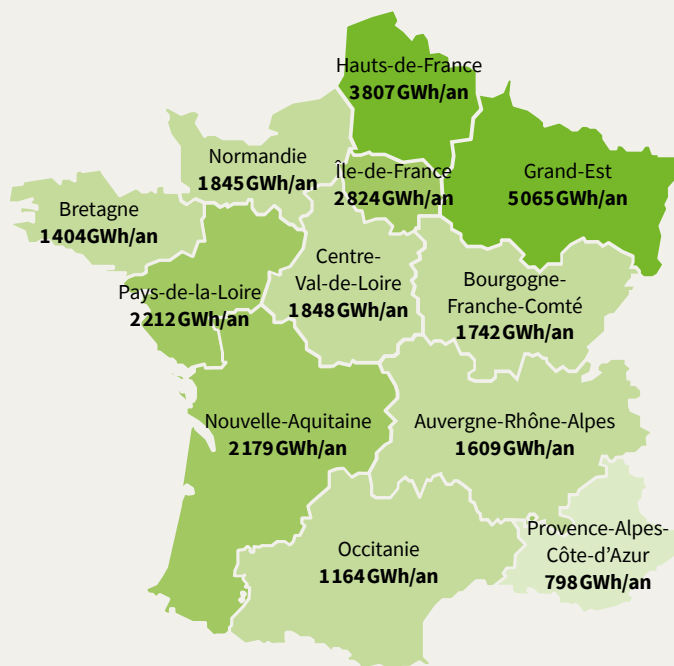 Hauts-de-France
3807 GWh/an
Normandie
1845 GWh/an
Île-de-France
2824 GWh/an
Grand-Est
5065 GWh/an
Bretagne
1404 GWh/an
Pays-de-la-Loire
2212 GWh/an
Centre-
Val-de-Loire
1848 GWh/an
Bourgogne-
Franche-Comté
1742 GWh/an
Nouvelle-Aquitaine
2179 GWh/an
Auvergne-Rhône-Alpes
1609 GWh/an
Occitanie
1164 GWh/an
Provence-Alpes-
Côte-d’Azur
798 GWh/an